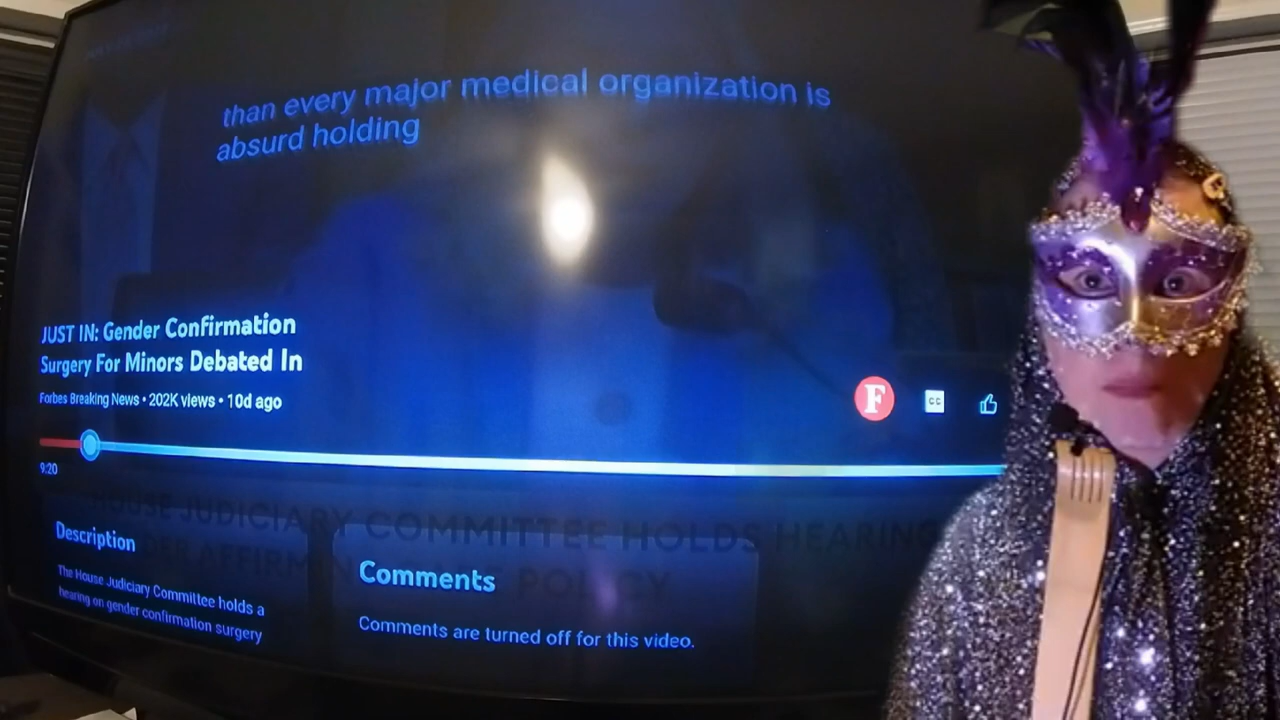 than every major medical organization is
absurd holding
JUST IN: Gender Confirmation
Surgery For Minors Debated In
Forbes Breaking News • 202K views • 10d ago
F
CC
9:20
HOUSE JUDICIARY COMMITTEE HOLDS HEARING
POLICY
Description
The House Judiciary Committee holds a
hearing on gender confirmation surgery
Comments
Comments are turned off for this video.